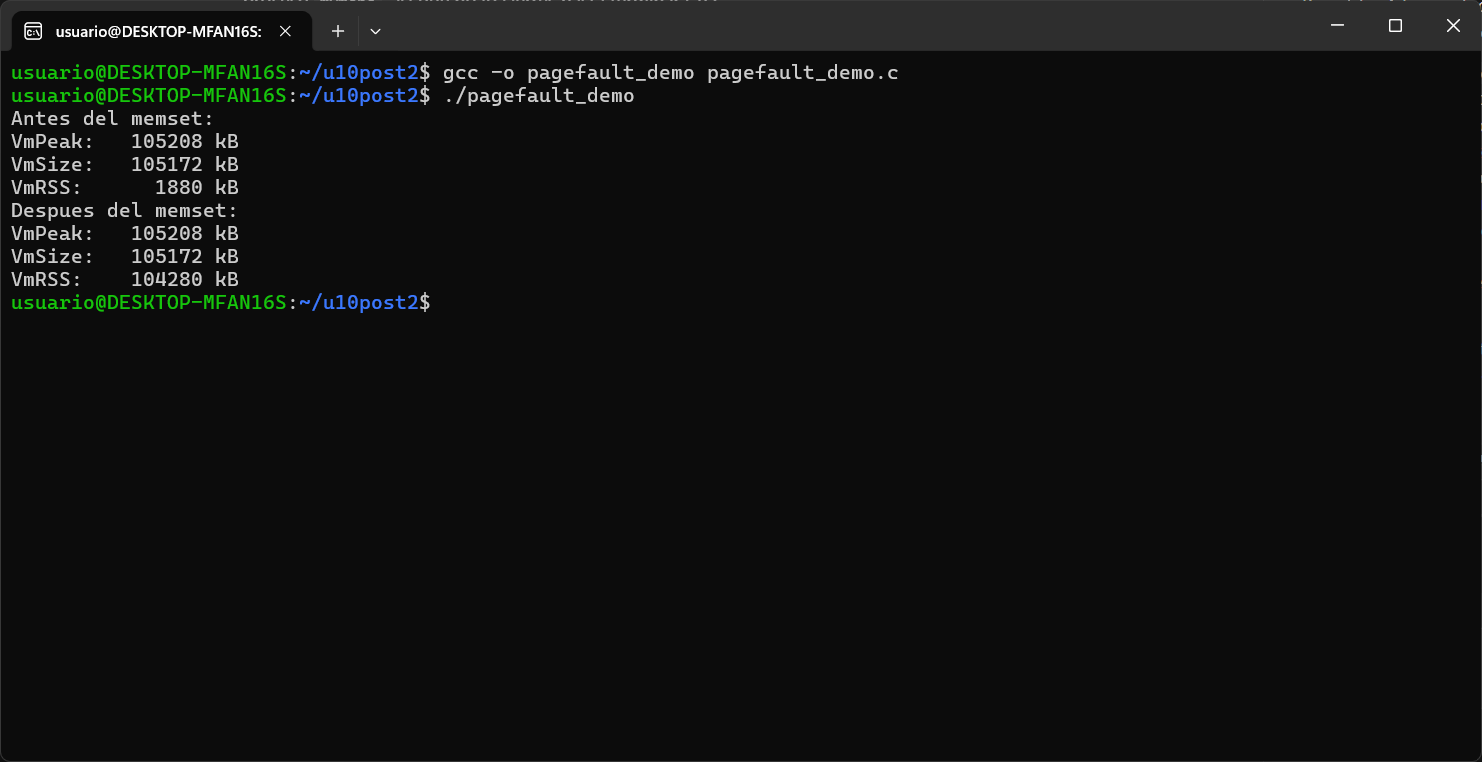 usuario@DESKTOP-MFAN16S:
usuario@DESKTOP-MFAN16S:~/u10post2$ gcc -o pagefault_demo pagefault_demo.c
usuario@DESKTOP-MFAN16S:~/u10post2$ ./pagefault_demo
Antes del memset:
VmPeak:   105208 kB
VmSize:   105172 kB
VmRSS:      1880 kB
Despues del memset:
VmPeak:   105208 kB
VmSize:   105172 kB
VmRSS:    104280 kB
usuario@DESKTOP-MFAN16S:~/u10post2$